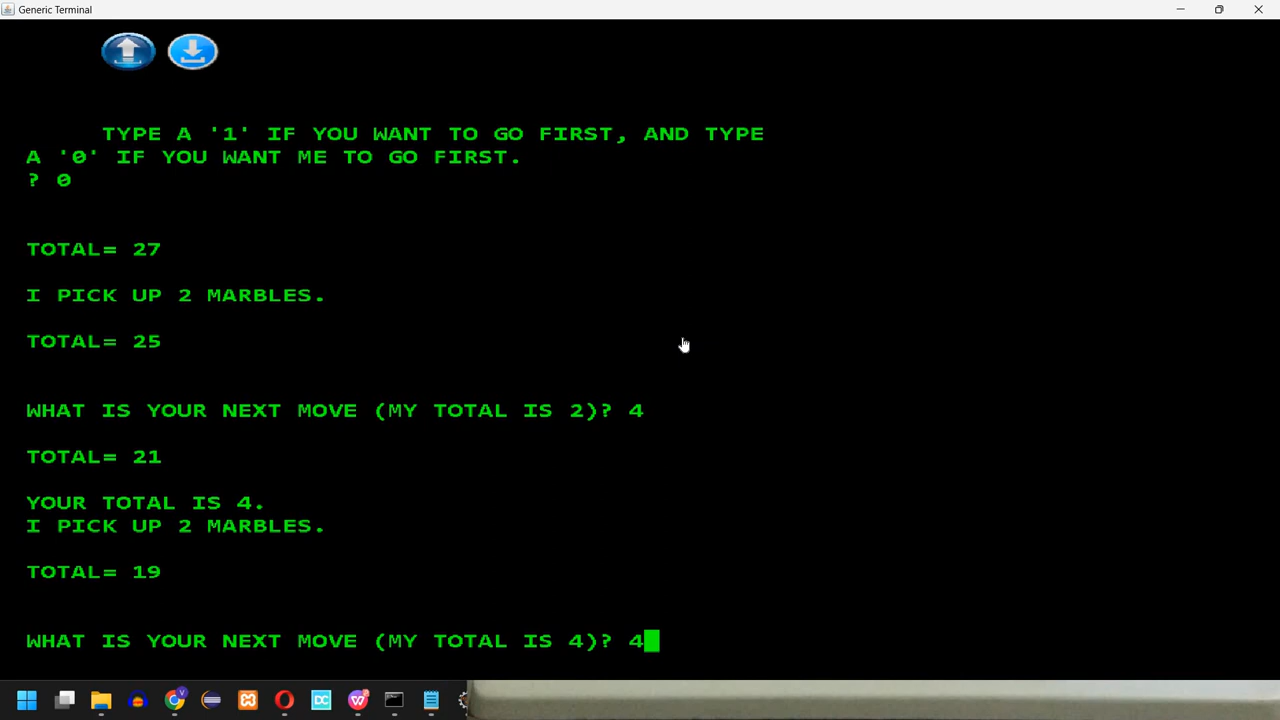 Generic Terminal
TYPE A '1' IF YOU WANT TO GO FIRST, AND TYPE
A '0' IF YOU WANT ME TO GO FIRST.
? 0
TOTAL= 27
I PICK UP 2 MARBLES.
TOTAL= 25
WHAT IS YOUR NEXT MOVE (MY TOTAL IS 2)? 4
TOTAL= 21
YOUR TOTAL IS 4.
I PICK UP 2 MARBLES.
TOTAL= 19
WHAT IS YOUR NEXT MOVE (MY TOTAL IS 4)? 4
V
DC
W